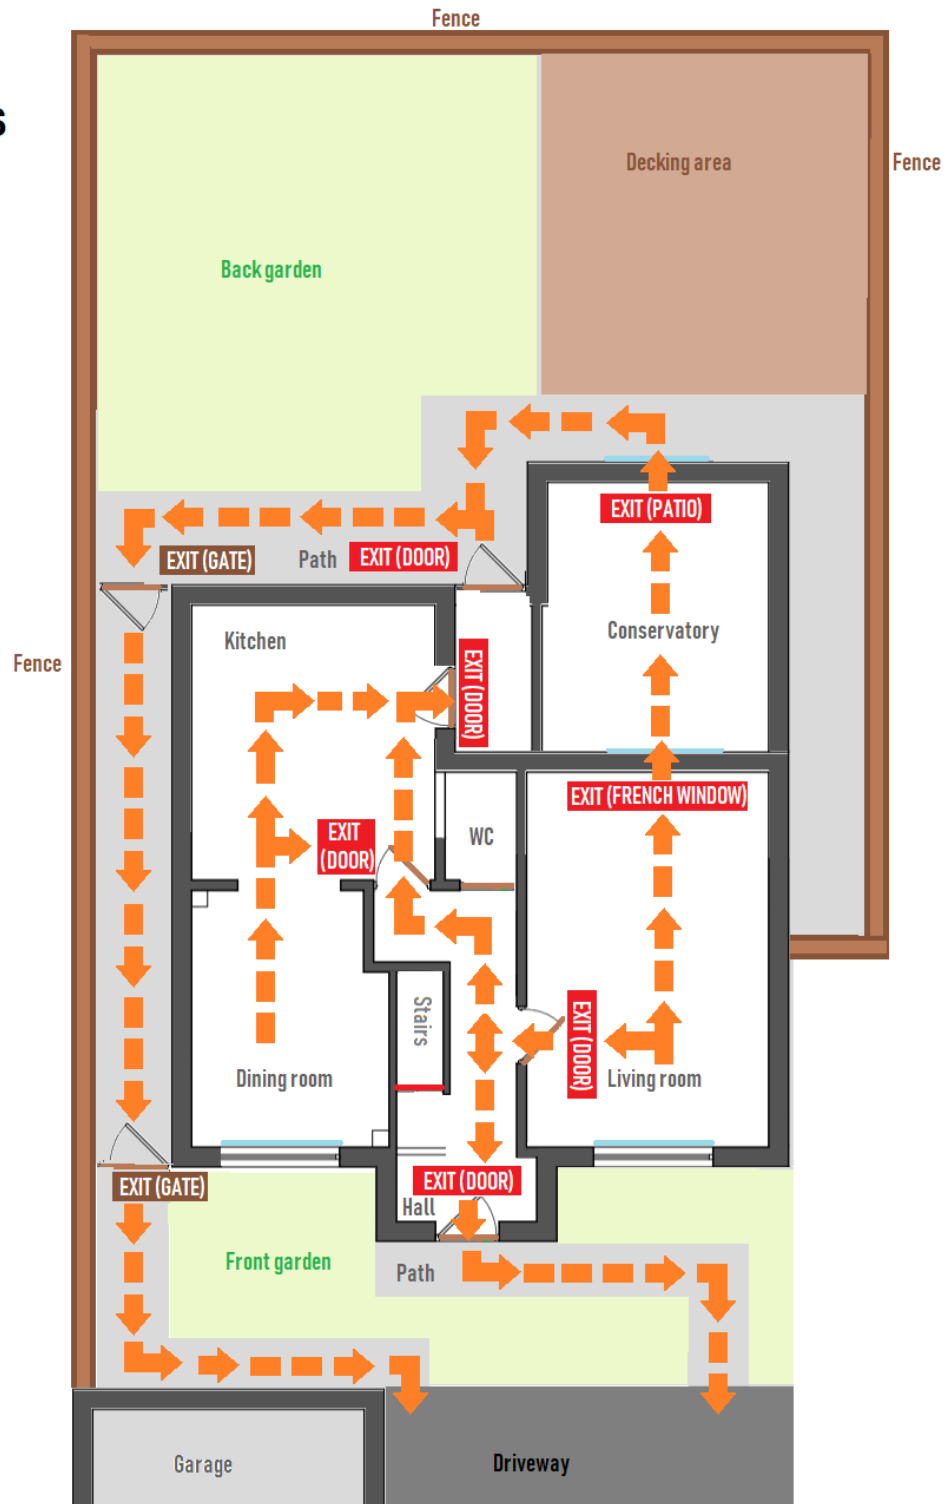 Fence
s
Decking area
Fence
Back garden
EXIT (PATIO)
EXIT (GATE)
Path
EXIT (DOOR)
Kitchen
Conservatory
Fence
EXIT (DOOR)
EXIT (FRENCH WINDOW)
EXIT
(DOOR)
WC
Stairs
EXIT (DOOR)
Dining room
Living room
EXIT (GATE)
EXIT (DOOR)
Hall
Front garden
Path
Garage
Driveway